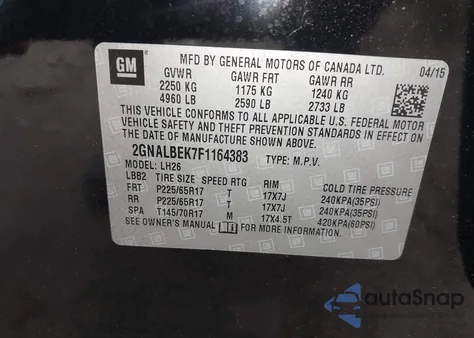 GM
MFD BY GENERAL MOTORS OF CANADA LTD. 04/15
GVWR GAWR FRT GAWR RR
2250 KG 1175 KG 1240 KG
4960 LB 2590 LB 2733 LB
THIS VEHICLE CONFORMS TO ALL APPLICABLE U.S. FEDERAL MOTOR
VEHICLE SAFETY AND THEFT PREVENTION STANDARDS IN EFFECT ON
THE DATE OF MANUFACTURE SHOWN ABOVE.
2GNALBEK7F1164383 TYPE: M.P.V.
MODEL: LH26
LBB2 TIRE SIZE SPEED RTG RIM COLD TIRE PRESSURE
FRT P225/65R17 T 17X7J 240KPA(35PSI)
RR P225/65R17 T 17X7J 240KPA(35PSI)
SPA T145/70R17 M 17X4.5T 420KPA(60PSI)
SEE OWNER'S MANUAL FOR MORE INFORMATION
autoSnap